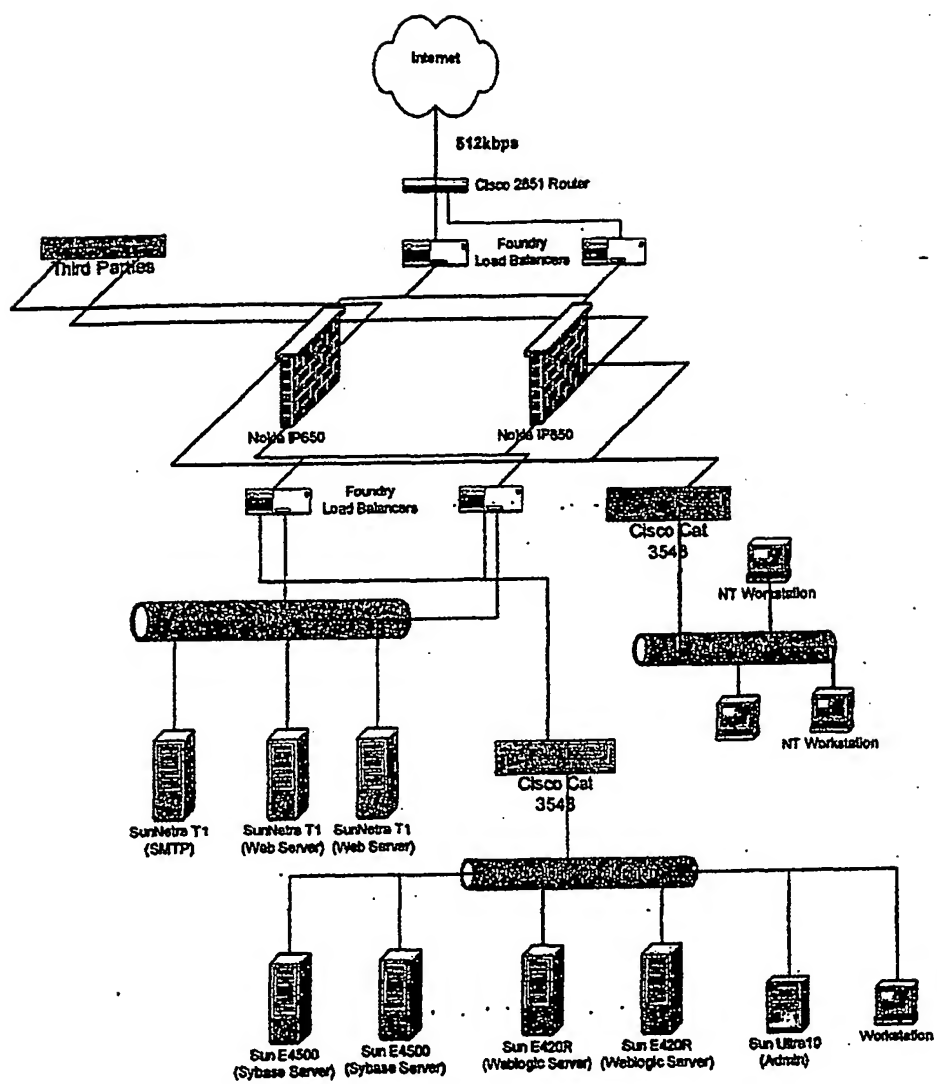 Internet
512kbps
Cisco 2651 Router
Third Parties
Foundry
Load Balancers
Nokia IP650
Nokia IP650
Foundry
Load Balancers
Cisco Cat
3548
NT Workstation
NT Workstation
Cisco Cat
3548
SunNetra T1
(SMTP)
SunNetra T1
(Web Server)
SunNetra T1
(Web Server)
Sun E4500
(Sybase Server)
Sun E4500
(Sybase Server)
Sun E420R
(Weblogic Server)
Sun E420R
(Weblogic Server)
Sun Ultra10
(Admin)
Workstation